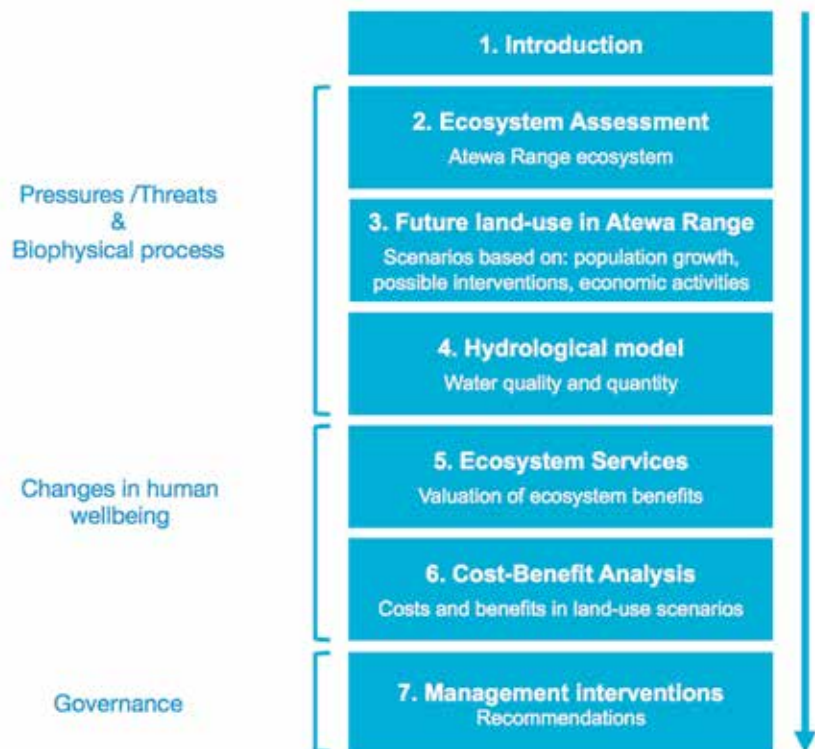 1. Introduction
2. Ecosystem Assessment
Atewa Range ecosystem
Pressures /Threats
&
Biophysical process
3. Future land-use in Atewa Range
Scenarios based on: population growth,
possible interventions, economic activities
4. Hydrological model
Water quality and quantity
5. Ecosystem Services
Valuation of ecosystem benefits
Changes in human
wellbeing
6. Cost-Benefit Analysis
Costs and benefits in land-use scenarios
Governance
7. Management interventions
Recommendations